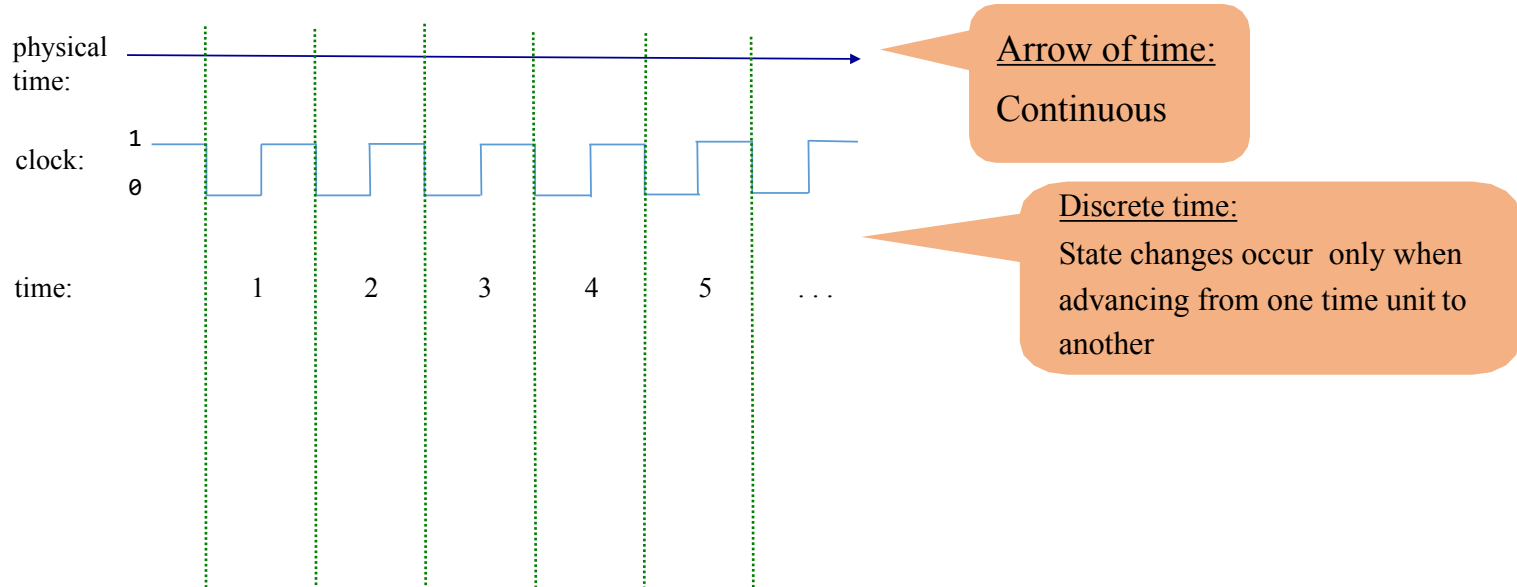 physical
time:
Arrow of time:
Continuous
clock:
1
0
Discrete time:
State changes occur only when
advancing from one time unit to
another
time:
1 2 3 4 5 . . .